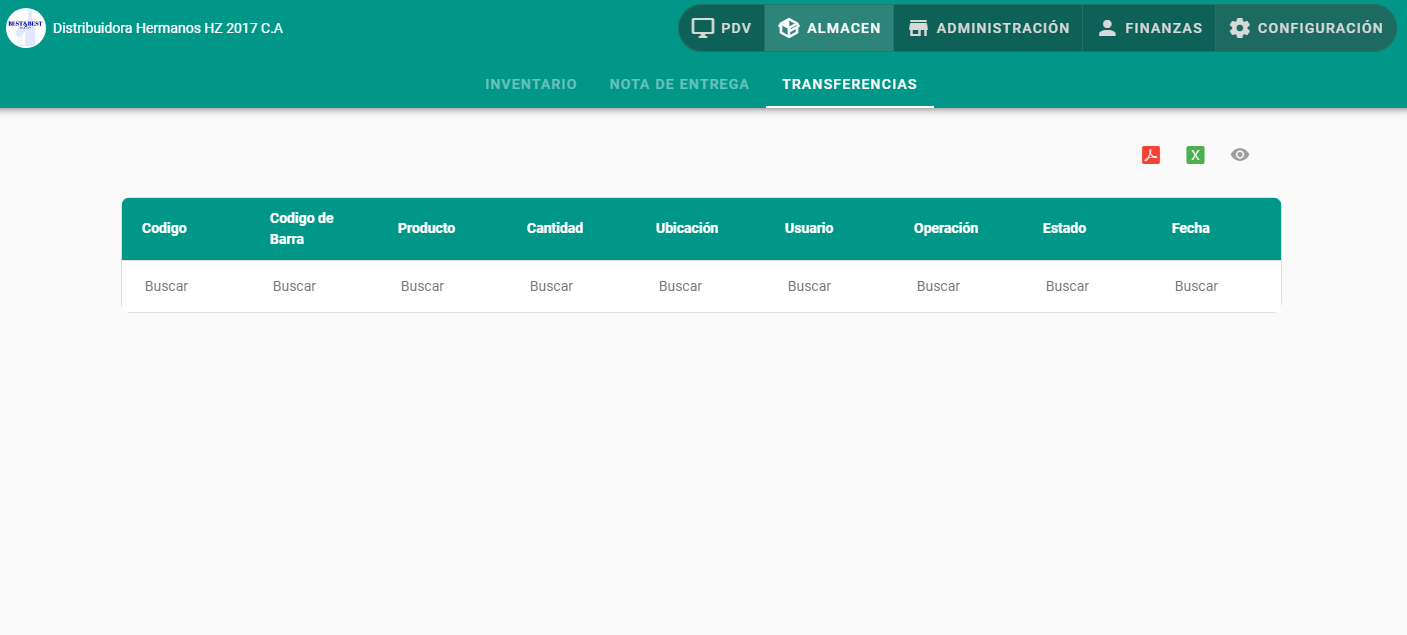 BEST&BEST
Distribuidora Hermanos HZ 2017 C.A
PDV
ALMACEN
ADMINISTRACIÓN
FINANZAS
CONFIGURACIÓN
INVENTARIO
NOTA DE ENTREGA
TRANSFERENCIAS
X
Codigo
Codigo de
Barra
Producto
Cantidad
Ubicación
Usuario
Operación
Estado
Fecha
Buscar
Buscar
Buscar
Buscar
Buscar
Buscar
Buscar
Buscar
Buscar